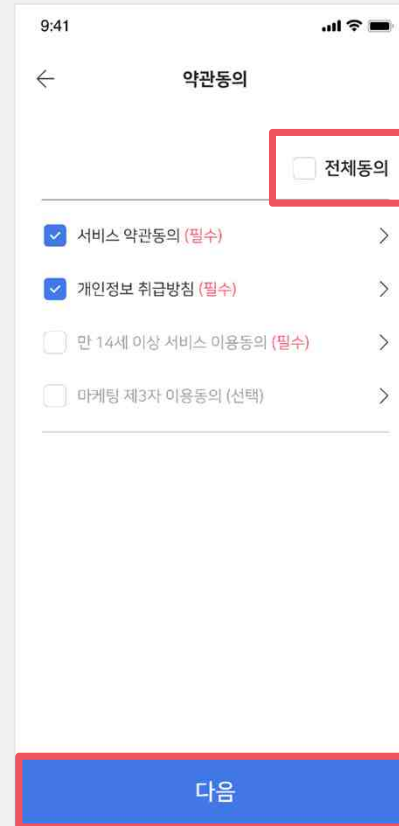 9:41
약관동의
전체동의
서비스 약관동의 (필수)
개인정보 취급방침 (필수)
만 14세 이상 서비스 이용동의 (필수)
마케팅 제3자 이용동의 (선택)
다음